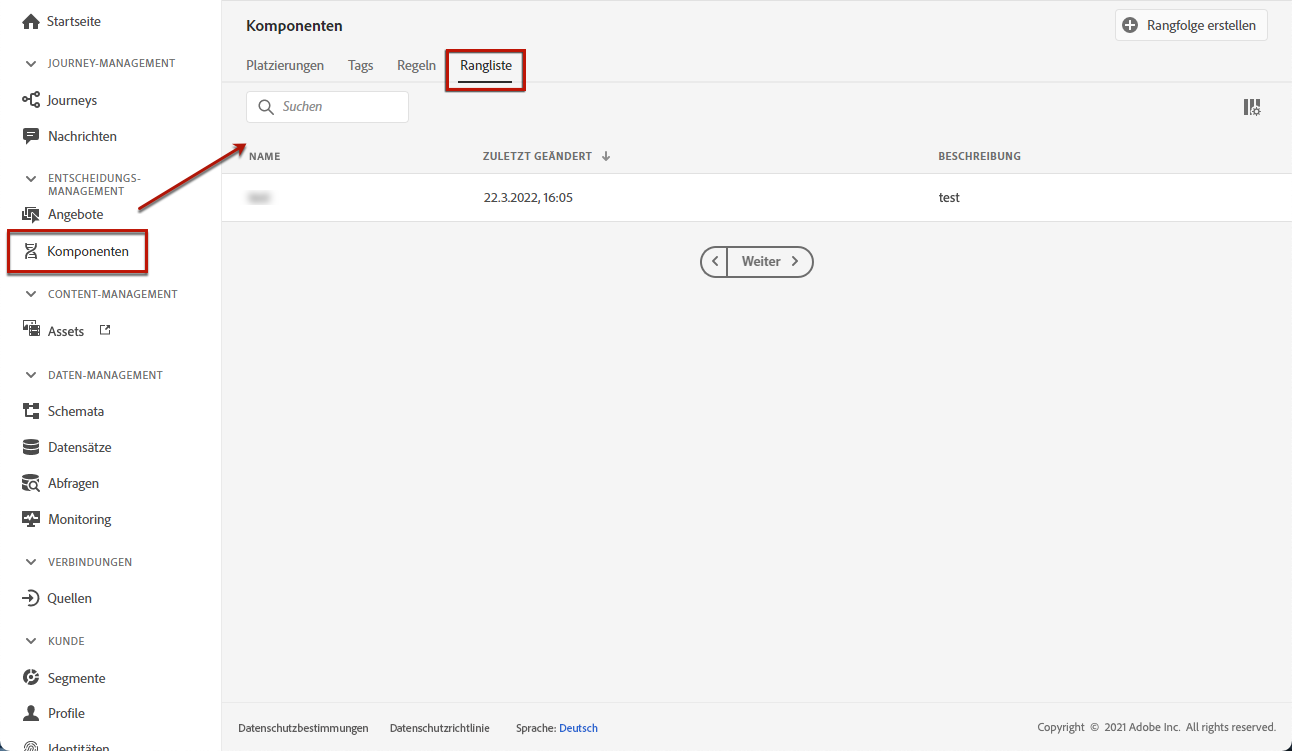 Startseite
JOURNEY-MANAGEMENT
Journeys
Nachrichten
ENTSCHEIDUNGS-
MANAGEMENT
Angebote
Komponenten
CONTENT-MANAGEMENT
Assets
DATEN-MANAGEMENT
Schemata
Datensätze
Abfragen
Monitoring
VERBINDUNGEN
Quellen
KUNDE
Segmente
Profile
Identitäten
Komponenten
Rangfolge erstellen
Platzierungen Tags Regeln Rangliste
Suchen
NAME ZULETZT GEÄNDERT BESCHREIBUNG
22.3.2022, 16:05 test
Weiter
Datenschutzbestimmungen Datenschutzrichtlinie Sprache: Deutsch
Copyright © 2021 Adobe Inc. All rights reserved.